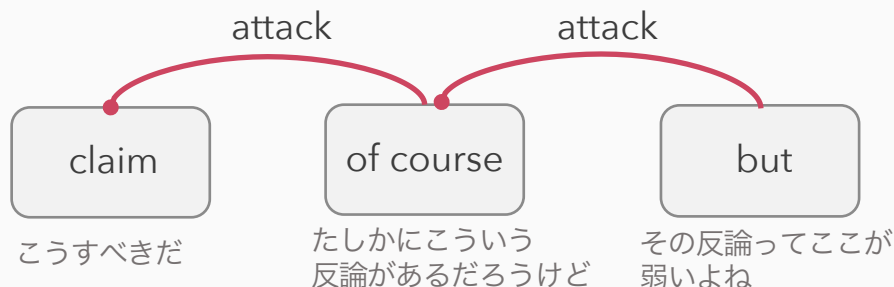 attack
attack
claim
of course
but
こうすべきだ
たしかにこういう
反論があるだろうけど
その反論ってここが
弱いよね